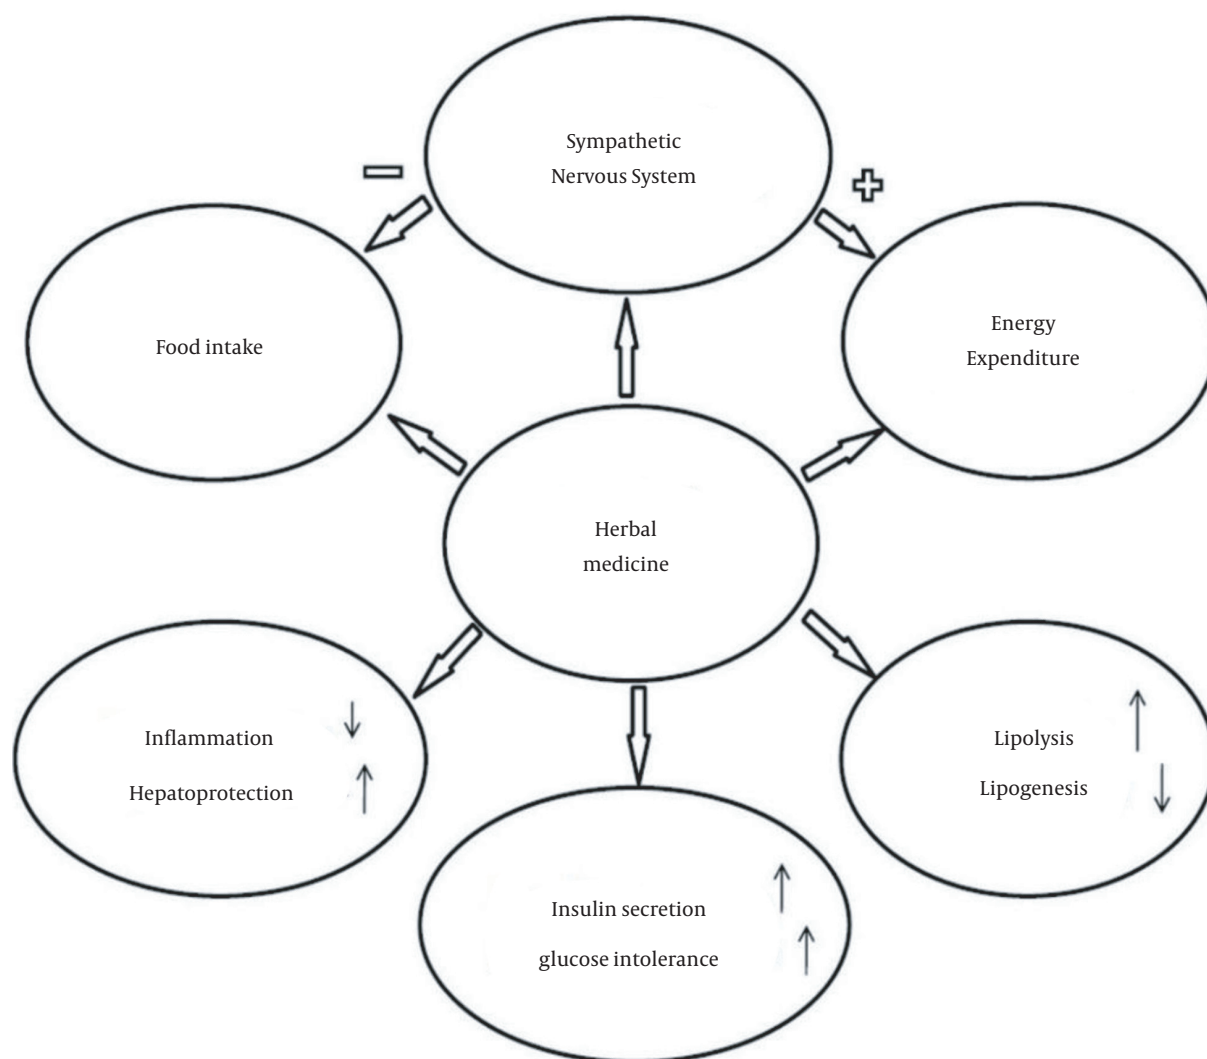 Sympathetic
Nervous System
Food intake
Energy
Expenditure
Herbal
medicine
Inflammation
Hepatoprotection
Lipolysis
Lipogenesis
Insulin secretion
glucose intolerance